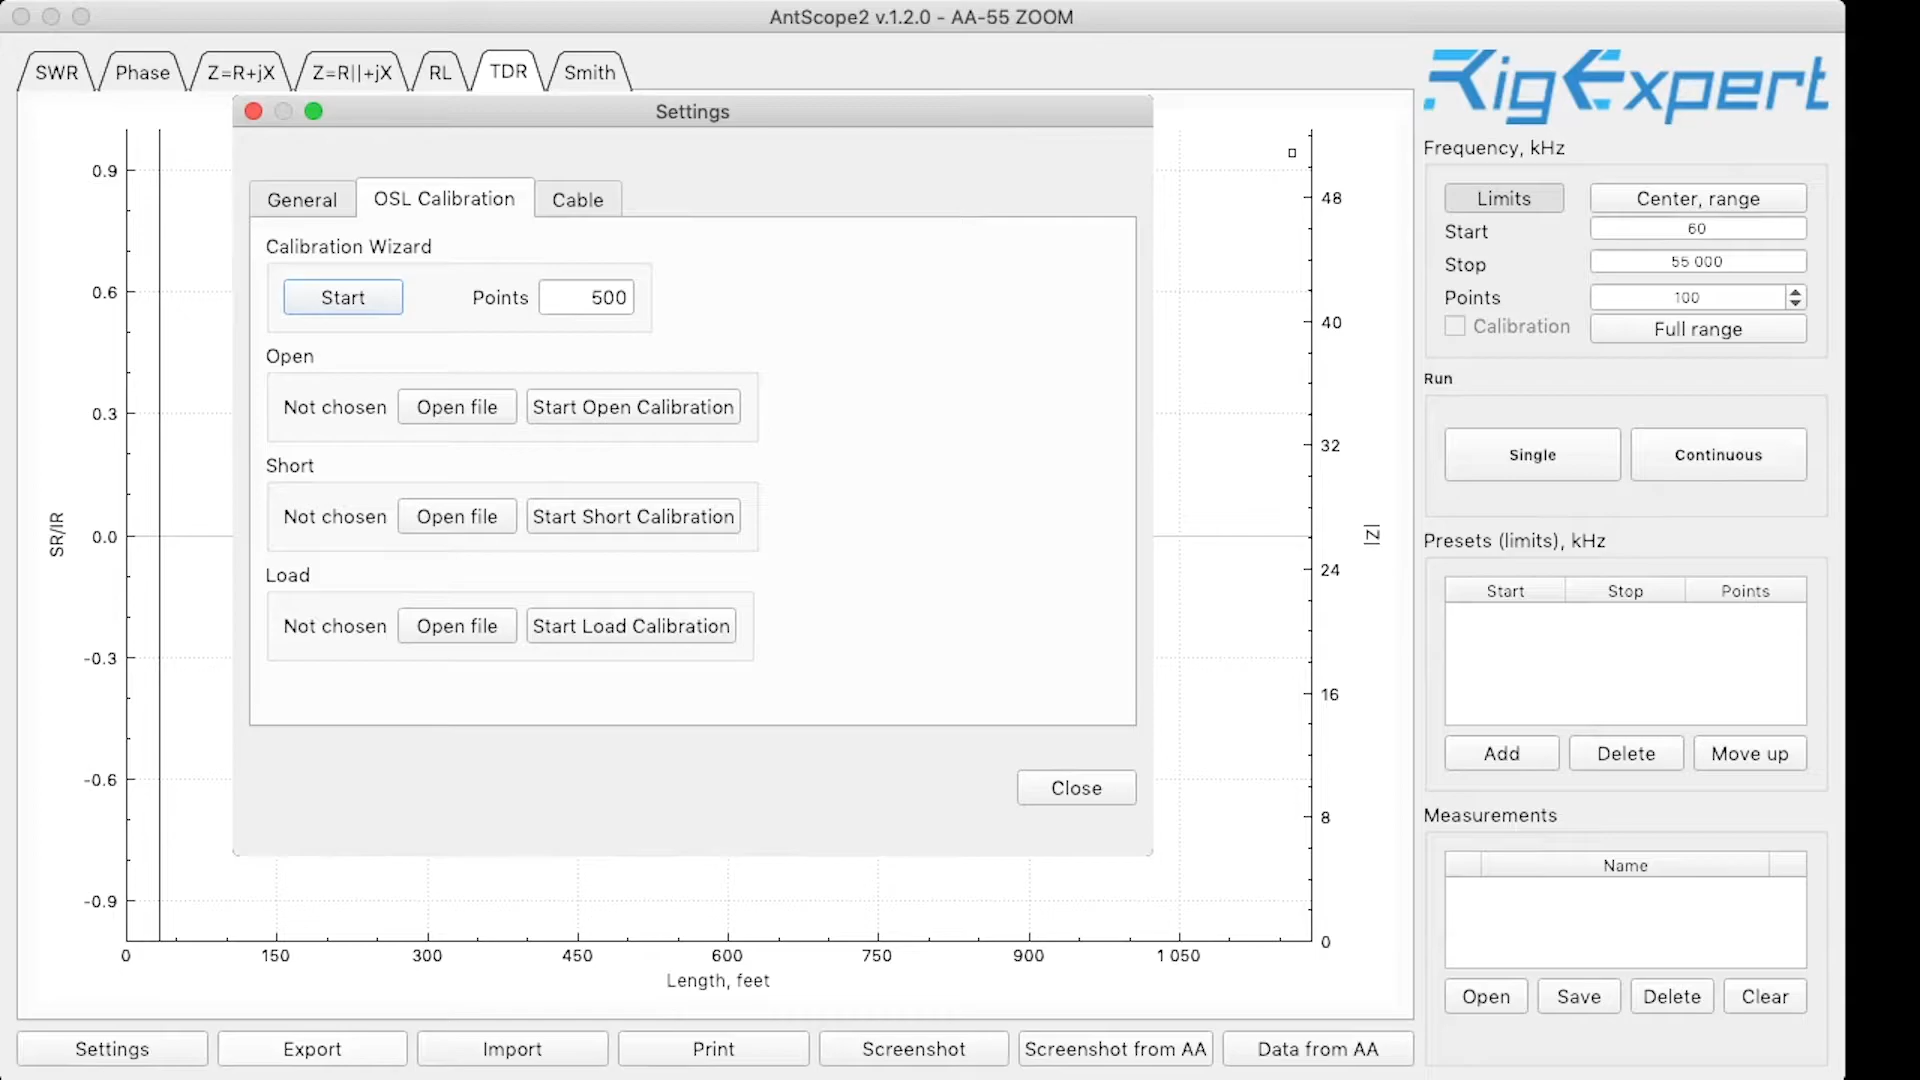 AntScope2 v.1.2.0 - AA-55 ZOOM
SWR Phase Z=R+jX Z=R||+jX RL TDR Smith
RigExpert
Settings
General OSL Calibration Cable
Calibration Wizard
Start Points 500
Open
Not chosen Open file Start Open Calibration
Short
Not chosen Open file Start Short Calibration
Load
Not chosen Open file Start Load Calibration
Close
0.9
0.6
0.3
0.0
-0.3
-0.6
-0.9
SR/IR
0 150 300 450 600 750 900 1 050
Length, feet
48
40
32
24
16
8
0
|Z|
Frequency, kHz
Limits Center, range
Start 60
Stop 55 000
Points 100
Calibration Full range
Run
Single Continuous
Presets (limits), kHz
Start Stop Points
Add Delete Move up
Measurements
Name
Open Save Delete Clear
Settings Export Import Print Screenshot Screenshot from AA Data from AA